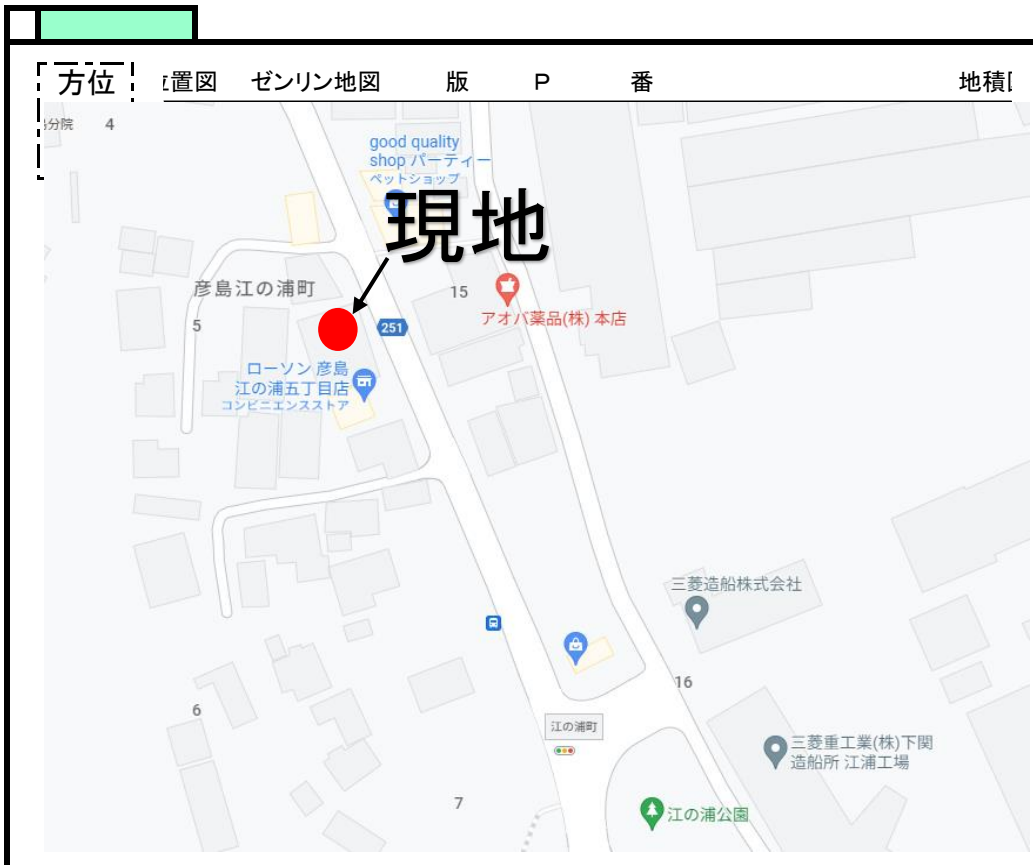 方位
位置図 ゼンリン地図 版 P 番 地積図
分院
4
good quality
shop パーティー
ペットショップ
現地
彦島江の浦町
15
アオバ薬品(株) 本店
5
251
ローソン 彦島
江の浦五丁目店
コンビニエンスストア
三菱造船株式会社
16
6
江の浦町
三菱重工業(株)下関
造船所 江浦工場
7
江の浦公園